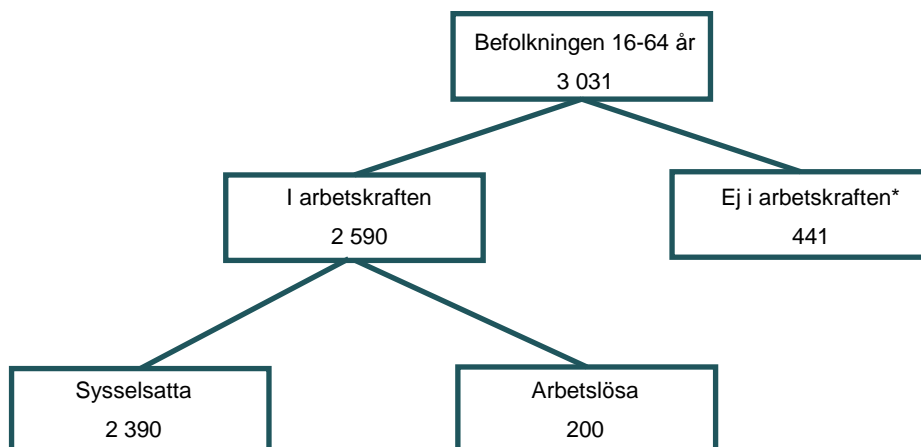 Befolkningen 16-64 år
3 031
I arbetskraften
2 590
Ej i arbetskraften*
441
Sysselsatta
2 390
Arbetslösa
200